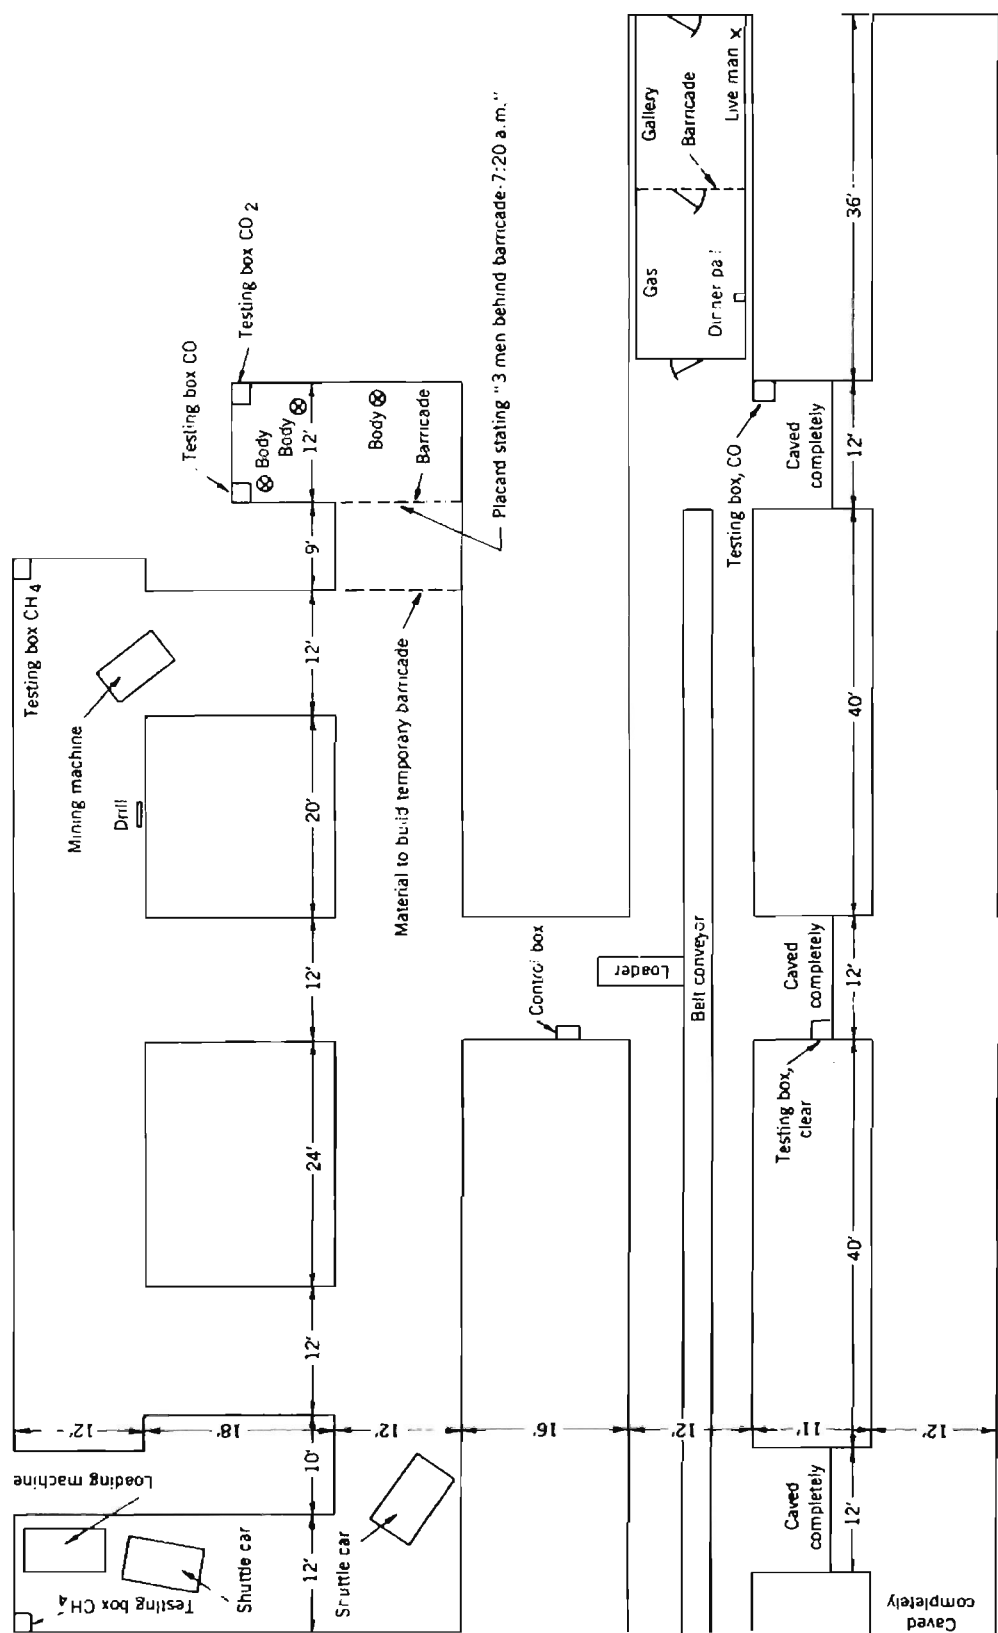 Testing box CO
Testing box CO2
Body
Body
12'
Body
Barricade
9'
Placard stating "3 men behind barricade-7:20 a.m."
Testing box CH4
Mining machine
12'
Material to build temporary barricade
Drill
20'
12'
Control box
Loader
Belt conveyor
24'
12'
Gas
Gallery
Barricade
Live man x
Dinner pail
36'
Testing box, CO
Caved
completely
12'
40'
Caved
completely
12'
Testing box,
clear
40'
12'
18'
12'
16'
12'
11'
12'
Loading machine
10'
12'
Shuttle car
Shuttle car
Testing box CH4
Caved
completely
12'
Caved
completely